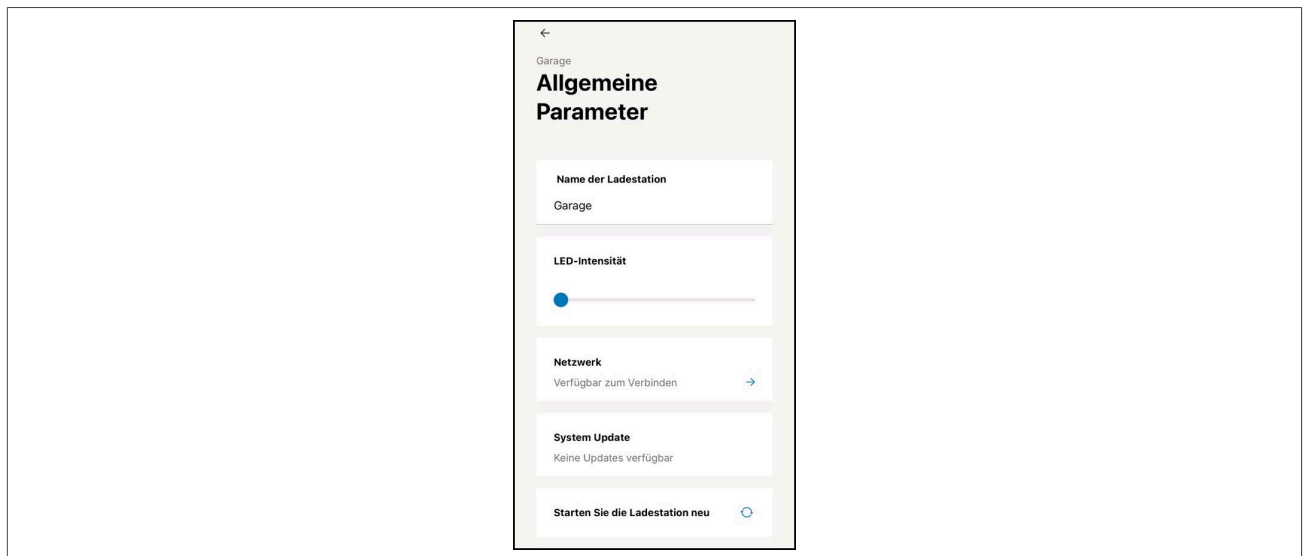 Garage
Allgemeine
Parameter
Name der Ladestation
Garage
LED-Intensität
Netzwerk
Verfügbar zum Verbinden
System Update
Keine Updates verfügbar
Starten Sie die Ladestation neu